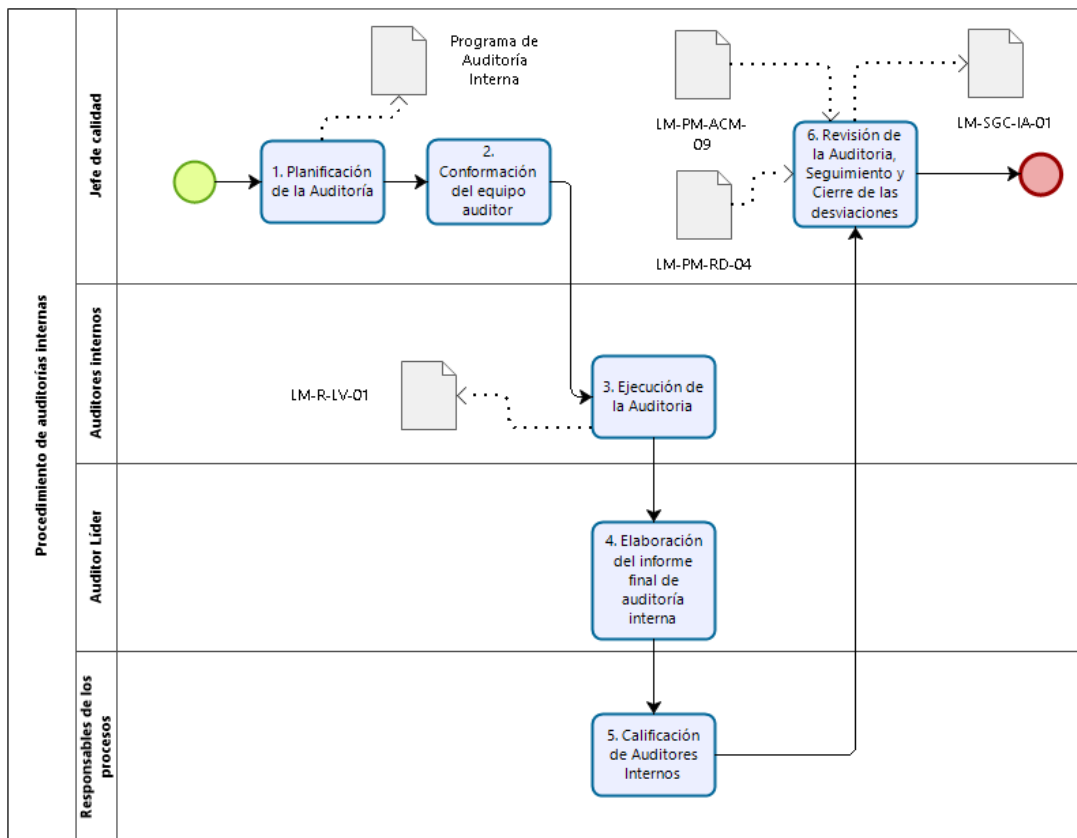 Procedimiento de auditorías internas
Jefe de calidad
Programa de
Auditoría
Interna
1. Planificación
de la Auditoría
2.
Conformación
del equipo
auditor
LM-PM-ACM-
09
LM-PM-RD-04
6. Revisión de
la Auditoria,
Seguimiento y
Cierre de las
desviaciones
LM-SGC-IA-01
Auditores internos
LM-R-LV-01
3. Ejecución de
la Auditoria
Auditor Líder
4. Elaboración
del informe
final de
auditoría
interna
Responsables de los
procesos
5. Calificación
de Auditores
Internos